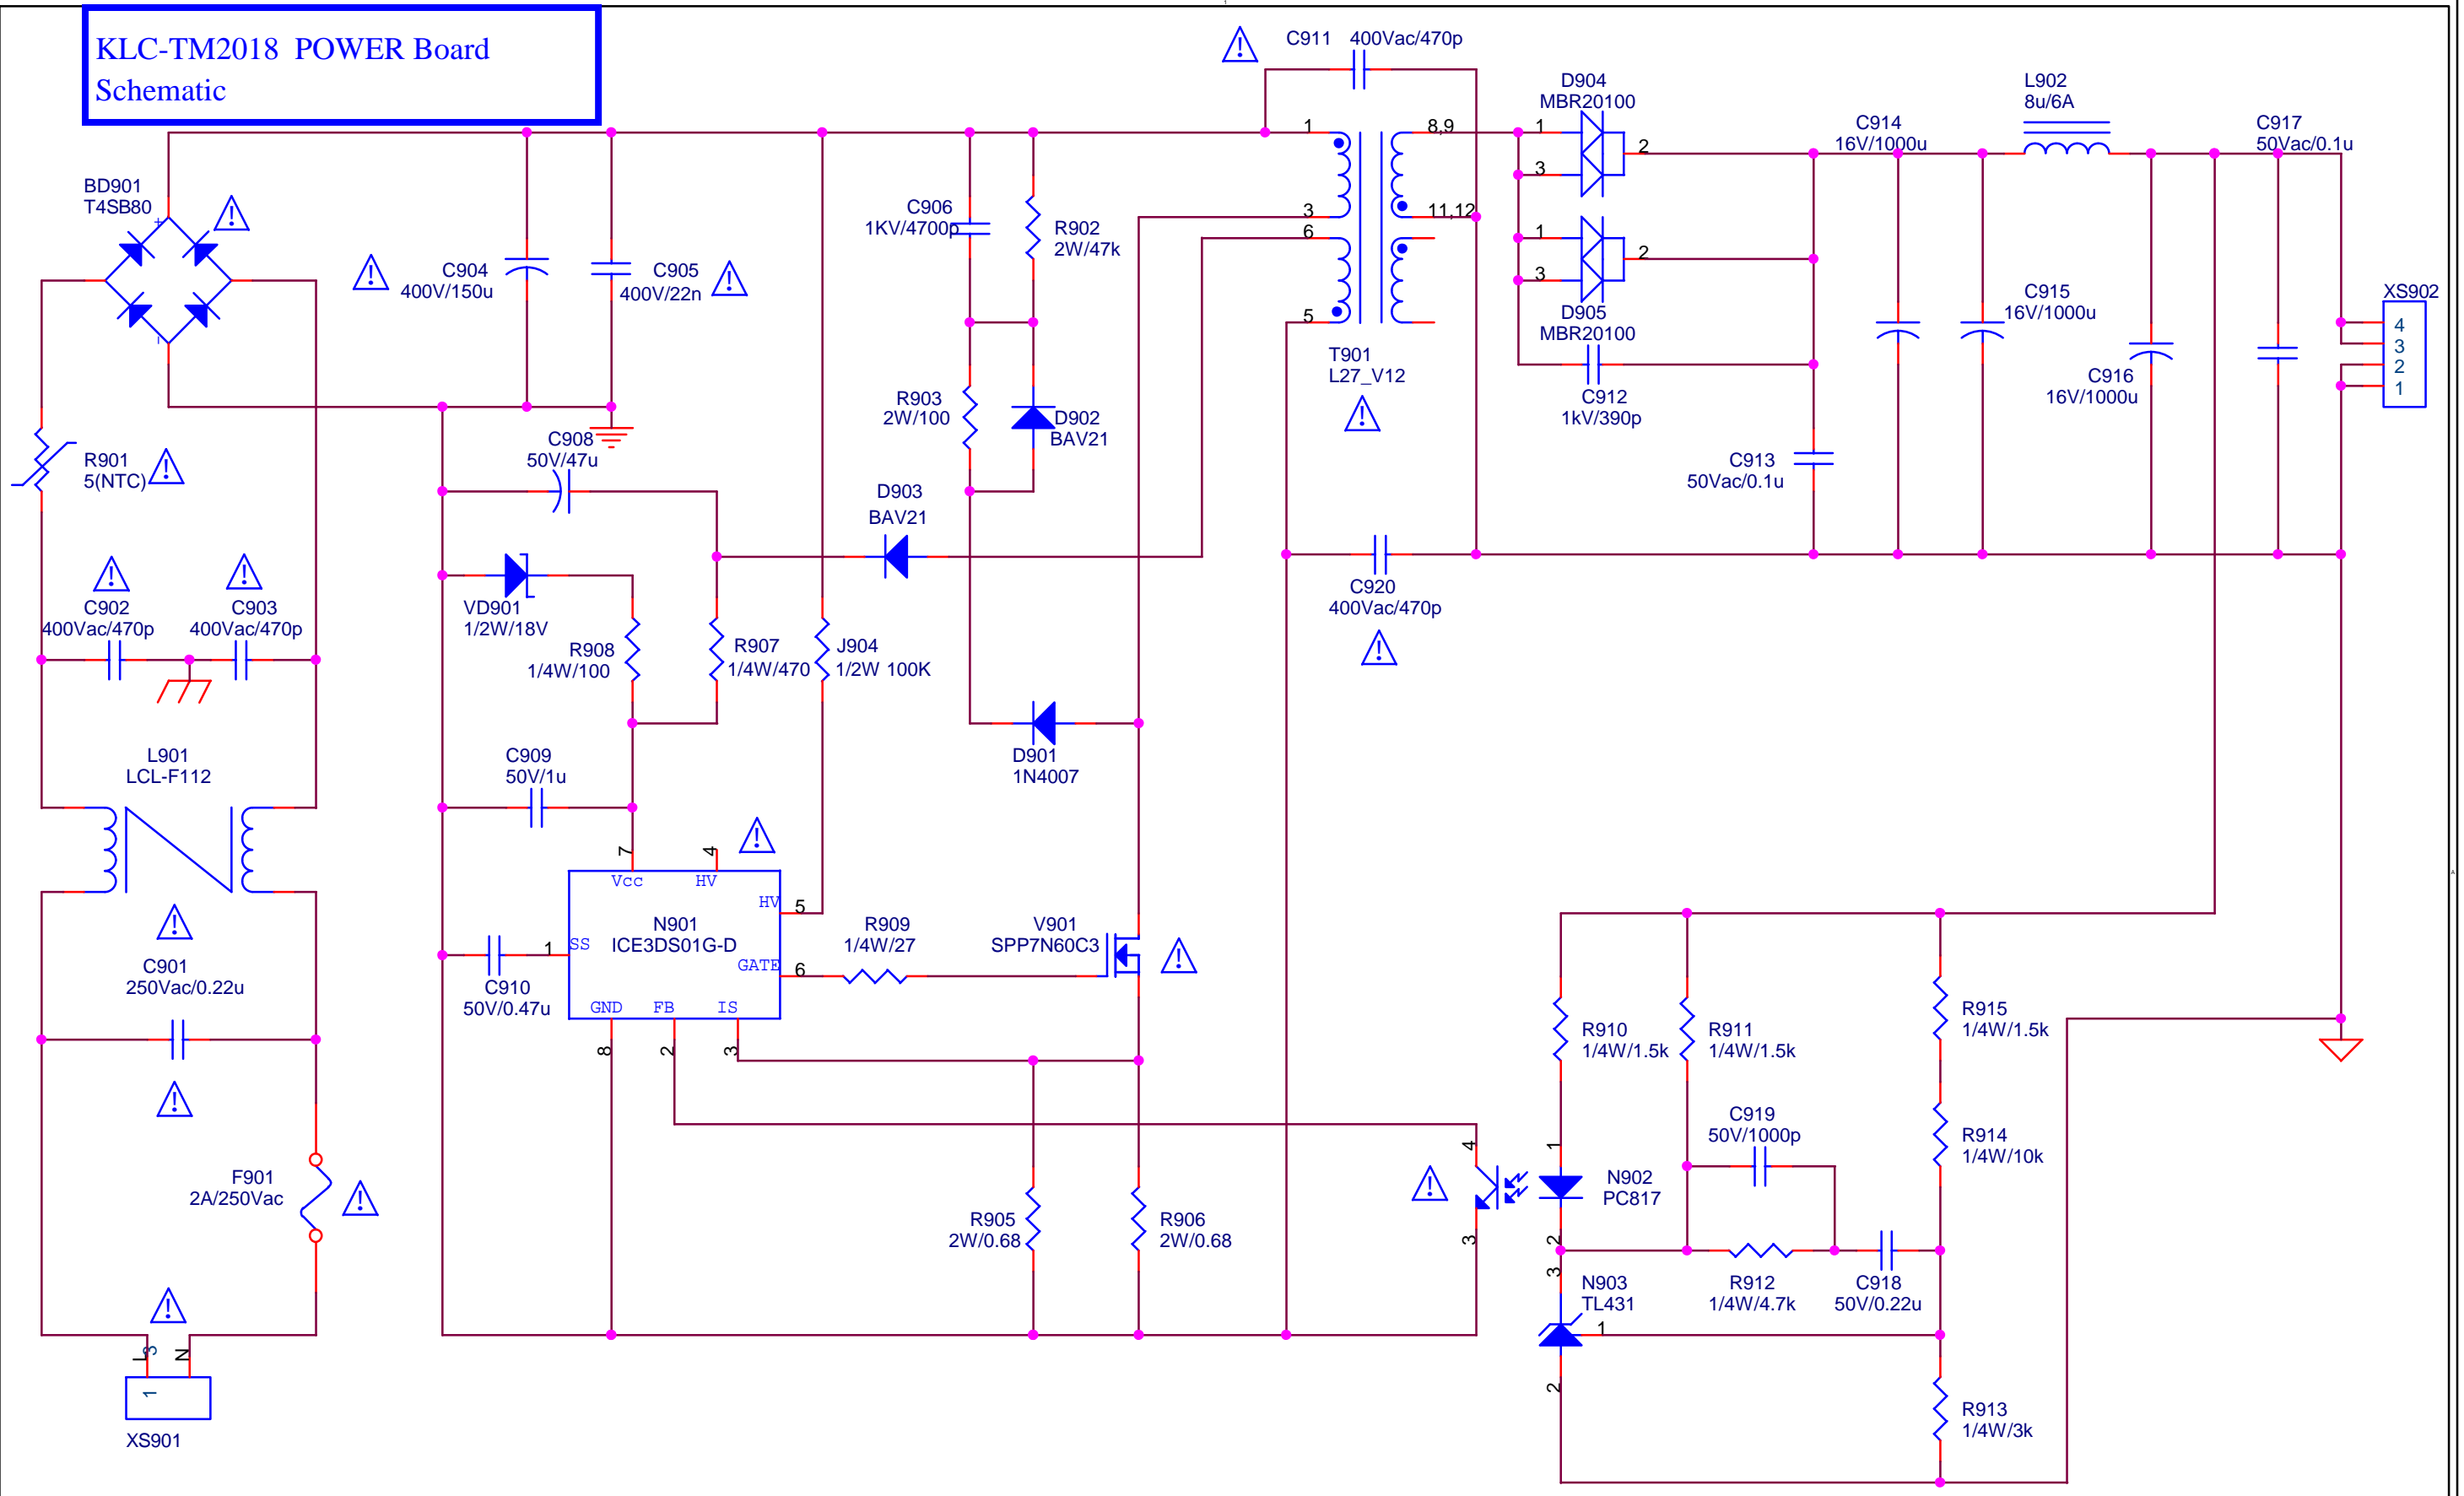 KLC-TM2018 POWER Board
Schematic
C911 400Vac/470p
D904
MBR20100
L902
8u/6A
C914
16V/1000u
C917
50Vac/0.1u
1
8,9
1
2
3
BD901
T4SB80
+
-
C904
400V/150u
C905
400V/22n
C906
1KV/4700p
R902
2W/47k
3
6
5
11,12
1
2
3
D905
MBR20100
C915
16V/1000u
XS902
4
3
2
1
T901
L27_V12
C912
1kV/390p
C916
16V/1000u
R903
2W/100
D902
BAV21
R901
5(NTC)
C908
50V/47u
C913
50Vac/0.1u
D903
BAV21
C902
400Vac/470p
C903
400Vac/470p
VD901
1/2W/18V
C920
400Vac/470p
R908
1/4W/100
R907
1/4W/470
J904
1/2W 100K
L901
LCL-F112
C909
50V/1u
D901
1N4007
7
4
Vcc
HV
HV
5
N901
ICE3DS01G-D
1
SS
GATE
6
GND
FB
IS
8
2
3
R909
1/4W/27
V901
SPP7N60C3
C901
250Vac/0.22u
C910
50V/0.47u
R910
1/4W/1.5k
R911
1/4W/1.5k
R915
1/4W/1.5k
C919
50V/1000p
R914
1/4W/10k
F901
2A/250Vac
4
3
1
2
N902
PC817
R905
2W/0.68
R906
2W/0.68
3
N903
TL431
1
2
R912
1/4W/4.7k
C918
50V/0.22u
L
3
N
1
XS901
R913
1/4W/3k
A